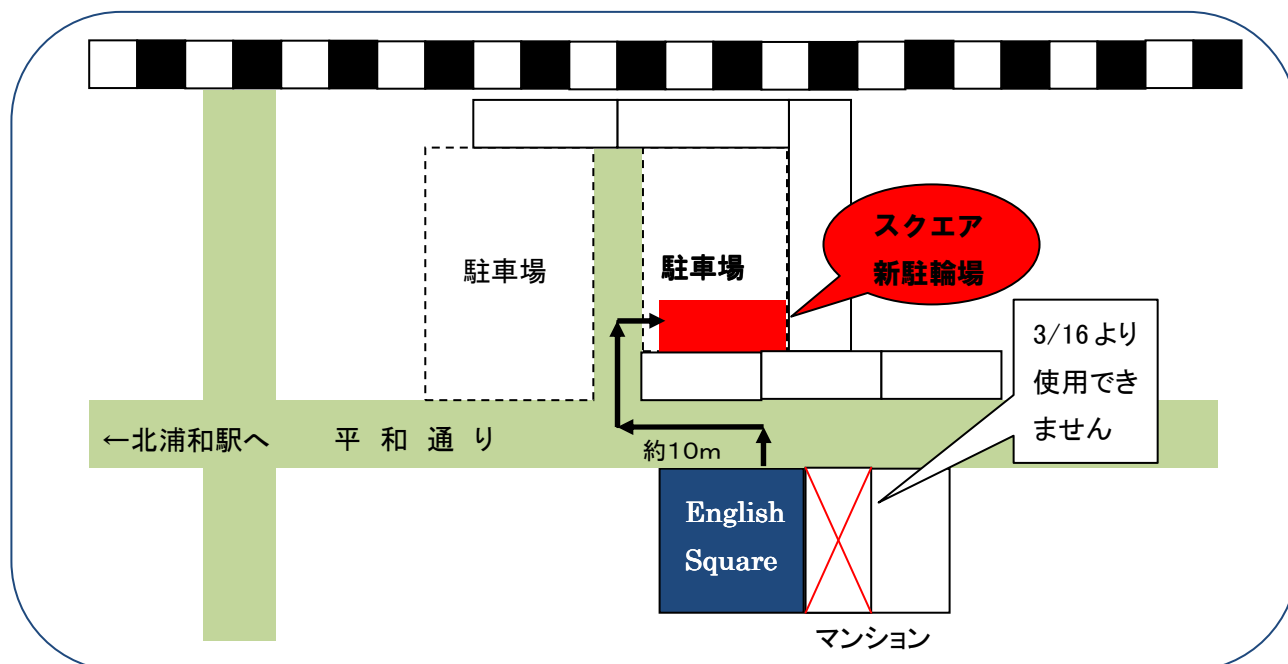 スクエア
新駐輪場
駐車場
駐車場
3/16より
使用でき
ません
←北浦和駅へ 平和通り
約10m
English
Square
マンション